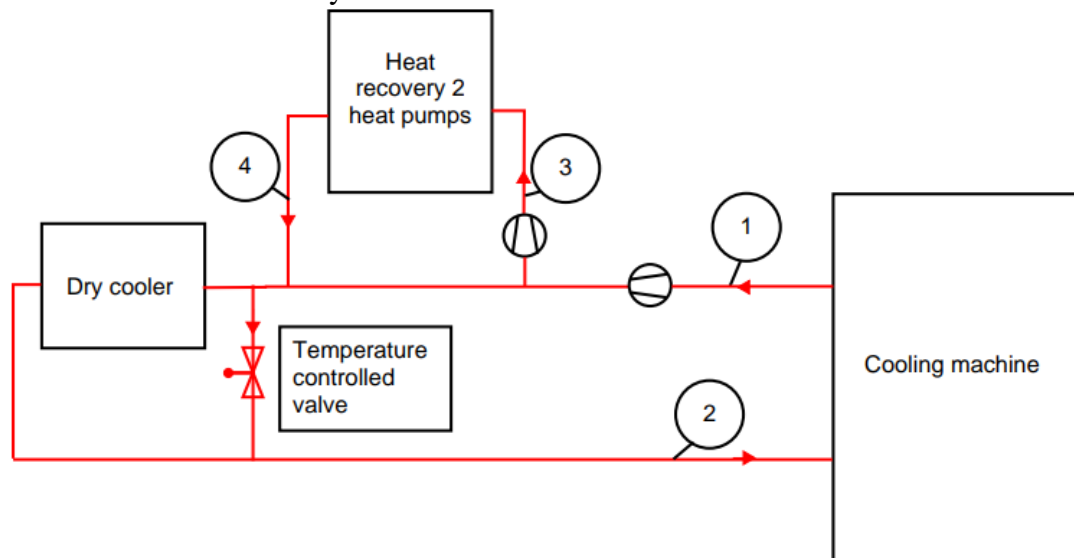 Heat
recovery 2
heat pumps
4
3
1
Dry cooler
Temperature
controlled
valve
Cooling machine
2